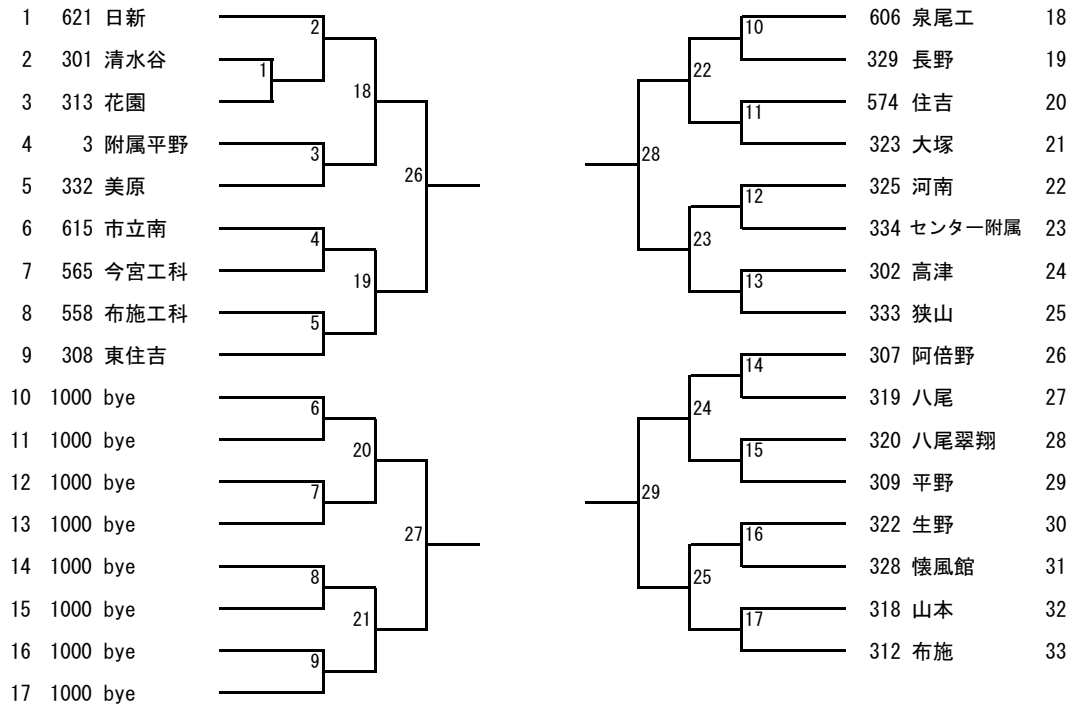 1 621 日新
2 301 清水谷
3 313 花園
4 3 附属平野
5 332 美原
6 615 市立南
7 565 今宮工科
8 558 布施工科
9 308 東住吉
10 1000 bye
11 1000 bye
12 1000 bye
13 1000 bye
14 1000 bye
15 1000 bye
16 1000 bye
17 1000 bye
2
1
18
3
26
4
19
5
6
20
7
27
8
21
9
10
22
11
28
12
23
13
14
24
15
29
16
25
17
606 泉尾工 18
329 長野 19
574 住吉 20
323 大塚 21
325 河南 22
334 センター附属 23
302 高津 24
333 狭山 25
307 阿倍野 26
319 八尾 27
320 八尾翠翔 28
309 平野 29
322 生野 30
328 懐風館 31
318 山本 32
312 布施 33